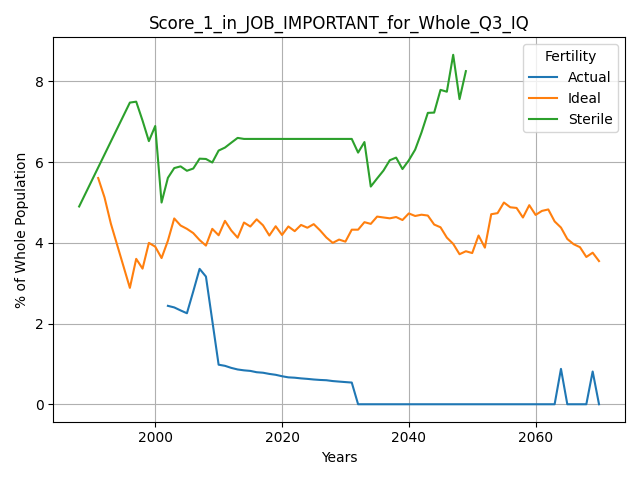 Score_1_in_JOB_IMPORTANT_for_Whole_Q3_IQ
Fertility
Actual
Ideal
Sterile
% of Whole Population
8
6
4
2
0
2000 2020 2040 2060
Years